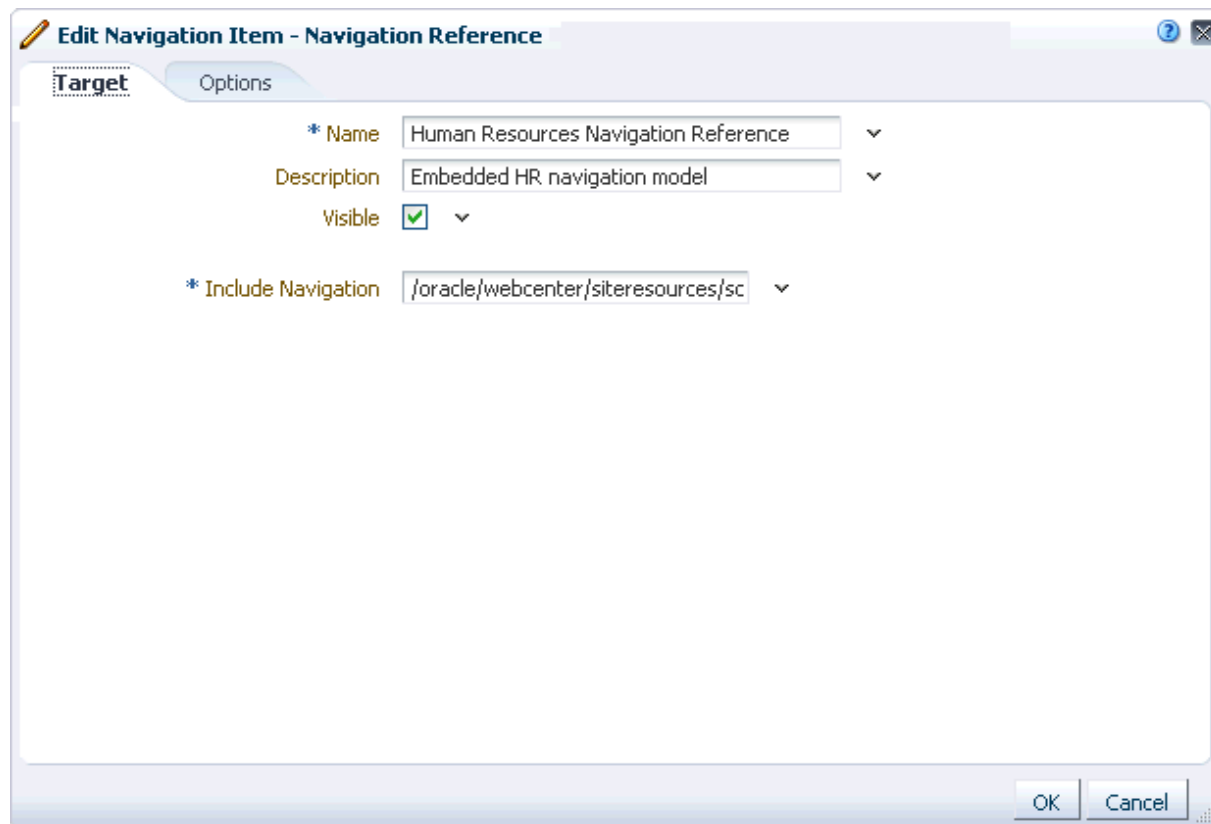 Edit Navigation Item - Navigation Reference
Target Options
* Name Human Resources Navigation Reference
Description Embedded HR navigation model
Visible
* Include Navigation /oracle/webcenter/siteresources/sc
OK Cancel